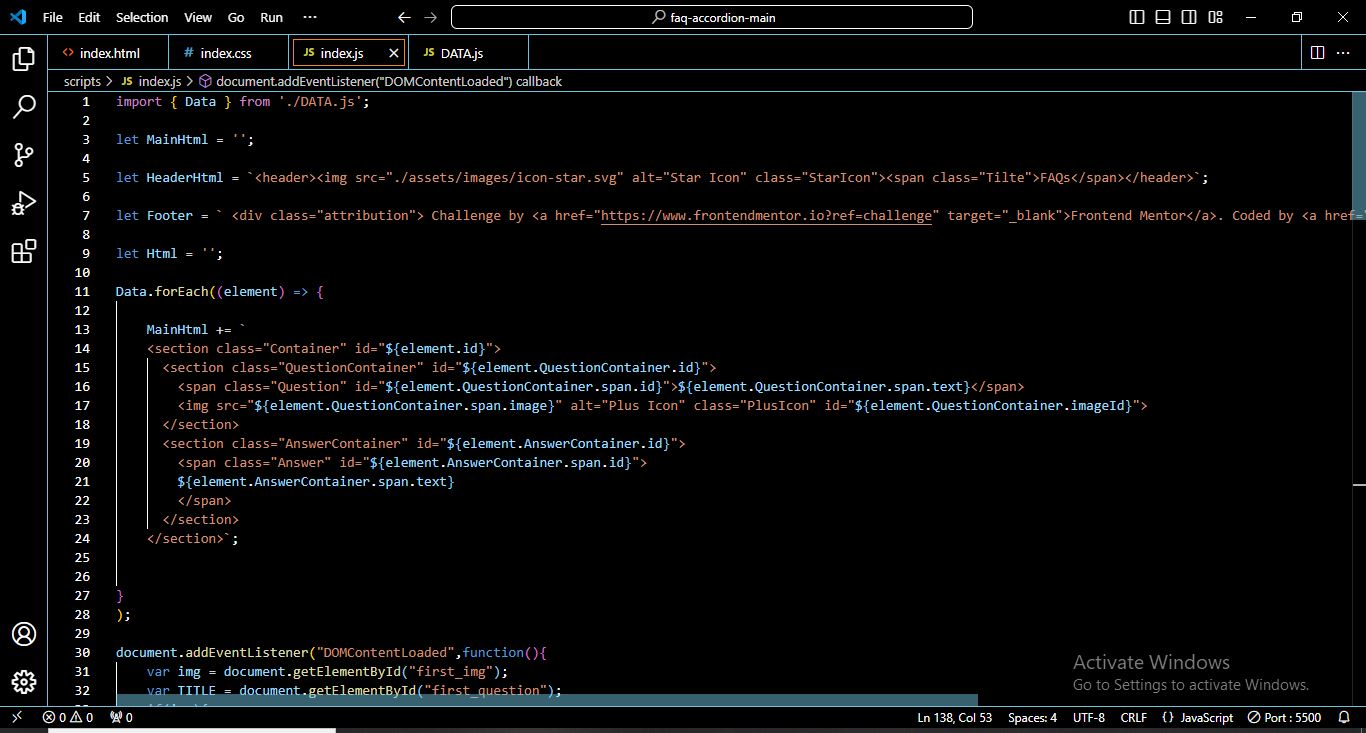 File Edit Selection View Go Run ··· ← → faq-accordion-main
<> index.html # index.css JS index.js × JS DATA.js ···
scripts > JS index.js > document.addEventListener("DOMContentLoaded") callback
1 import { Data } from './DATA.js';
2
3 let MainHtml = '';
4
5 let HeaderHtml = `<header><img src="./assets/images/icon-star.svg" alt="Star Icon" class="StarIcon"><span class="Tilte">FAQs</span></header>`;
6
7 let Footer = ` <div class="attribution"> Challenge by <a href="https://www.frontendmentor.io?ref=challenge" target="_blank">Frontend Mentor</a>. Coded by <a href="
8
9 let Html = '';
10
11 Data.forEach((element) => {
12
13 MainHtml += `
14 <section class="Container" id="${element.id}">
15 <section class="QuestionContainer" id="${element.QuestionContainer.id}">
16 <span class="Question" id="${element.QuestionContainer.span.id}">${element.QuestionContainer.span.text}</span>
17 <img src="${element.QuestionContainer.span.image}" alt="Plus Icon" class="PlusIcon" id="${element.QuestionContainer.imageId}">
18 </section>
19 <section class="AnswerContainer" id="${element.AnswerContainer.id}">
20 <span class="Answer" id="${element.AnswerContainer.span.id}">
21 ${element.AnswerContainer.span.text}
22 </span>
23 </section>
24 </section>`;
25
26
27 }
28 );
29
30 document.addEventListener("DOMContentLoaded",function(){
31 var img = document.getElementById("first_img");
32 var TITLE = document.getElementById("first_question");
Activate Windows
Go to Settings to activate Windows.
0 0 0 Ln 138, Col 53 Spaces: 4 UTF-8 CRLF {} JavaScript Port : 5500